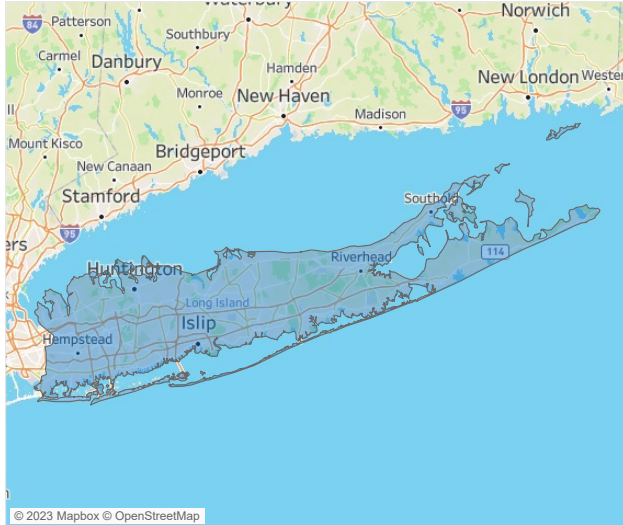 Waterbury
Norwich
84
Patterson
Southbury
Carmel
Danbury
Hamden
New London
Wester
Monroe
New Haven
95
Madison
Mount Kisco
Bridgeport
New Canaan
Stamford
Southold
95
ers
114
Riverhead
Huntington
Long Island
Islip
Hempstead
© 2023 Mapbox © OpenStreetMap